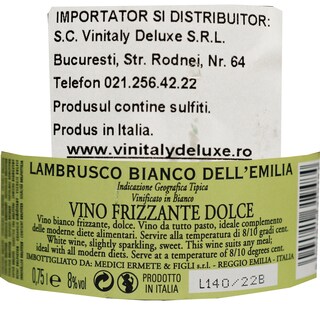 IMPORTATOR SI DISTRIBUITOR:
S.C. Vinitaly Deluxe S.R.L.
Bucuresti, Str. Rodnei, Nr. 64
Telefon 021.256.42.22
Produsul contine sulfiti.
Produs in Italia.
www.vinitalydeluxe.ro
LAMBRUSCO BIANCO DELL'EMILIA
Indicazione Geografica Tipica
Vinificato in Bianco
VINO FRIZZANTE DOLCE
Vino bianco frizzante, dolce. Vino da tutto pasto, ideale complemento
delle moderne diete alimentari. Servire alla temperatura di 8/10 gradi cent.
White wine, slightly sparkling, sweet. This wine suits any meal;
ideal with all modern diets. Serve at a temperature of 8/10 degrees cent.
IMBOTTIGLIATO DA: MEDICI ERMETE & FIGLI s.r.l. - REGGIO EMILIA - ITALIA
0,75 l e 8% vol PRODOTTO IN ITALIA L140/22B